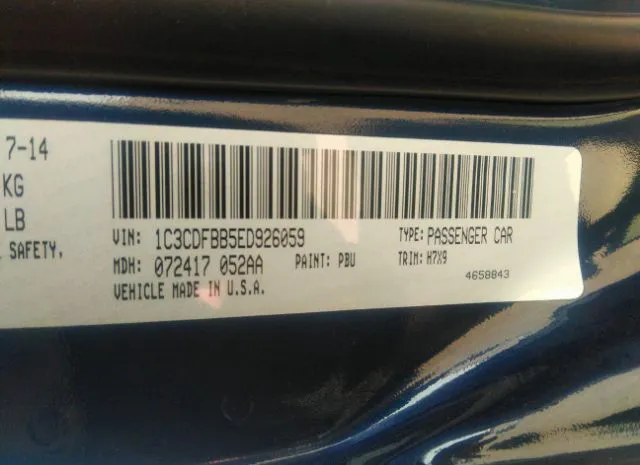 7-14
KG
LB
SAFETY,
VIN: 1C3CDFBB5ED926059 TYPE: PASSENGER CAR
MDH: 072417 052AA PAINT: PBU TRIM: H7X9
VEHICLE MADE IN U.S.A. 4658843